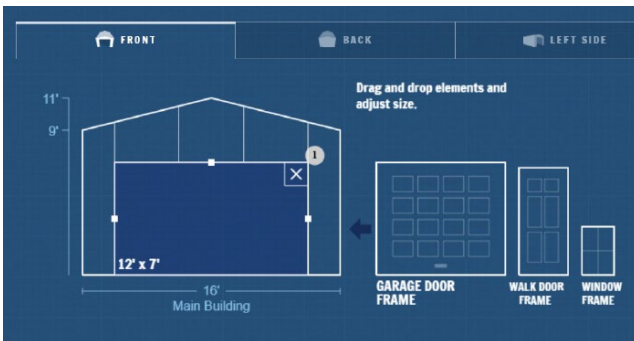 FRONT
BACK
LEFT SIDE
Drag and drop elements and
adjust size.
11'
9'
1
12' x 7'
16'
Main Building
GARAGE DOOR
FRAME
WALK DOOR
FRAME
WINDOW
FRAME